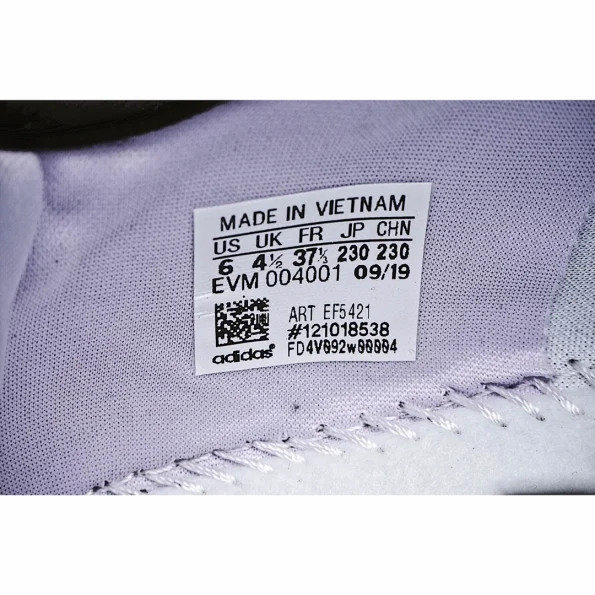 MADE IN VIETNAM
US UK FR JP CHN
6 4½ 37⅓ 230 230
EVM 004001 09/19
ART EF5421
#121018538
adidas® FD4V092w00004